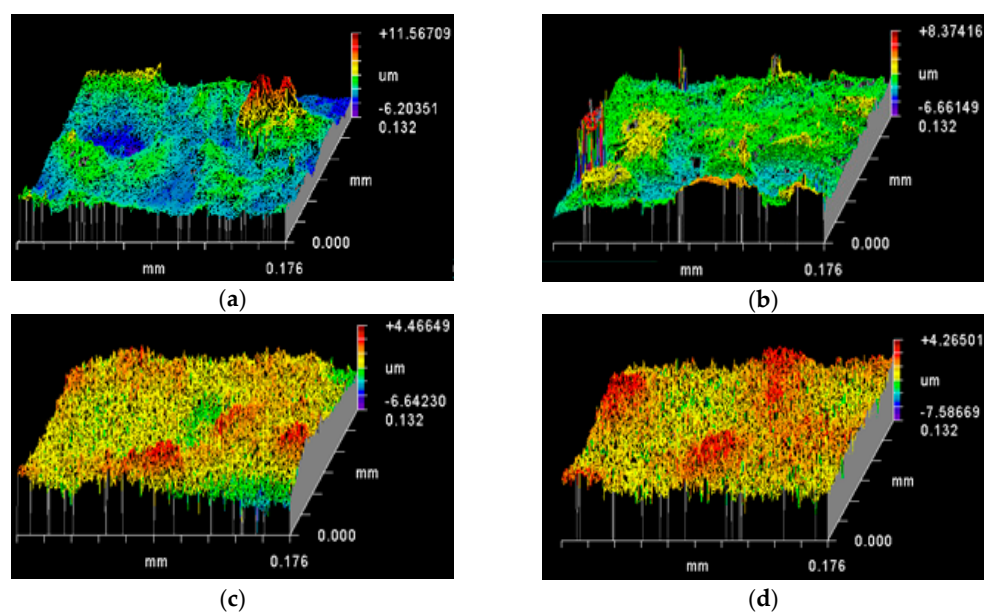 +11.56709
um
-6.20351
0.132
mm
0.000
mm
0.176
(a)
+8.37416
um
-6.66149
0.132
mm
0.000
mm
0.176
(b)
+4.46649
um
-6.64230
0.132
mm
0.000
mm
0.176
(c)
+4.26501
um
-7.58669
0.132
mm
0.000
mm
0.176
(d)